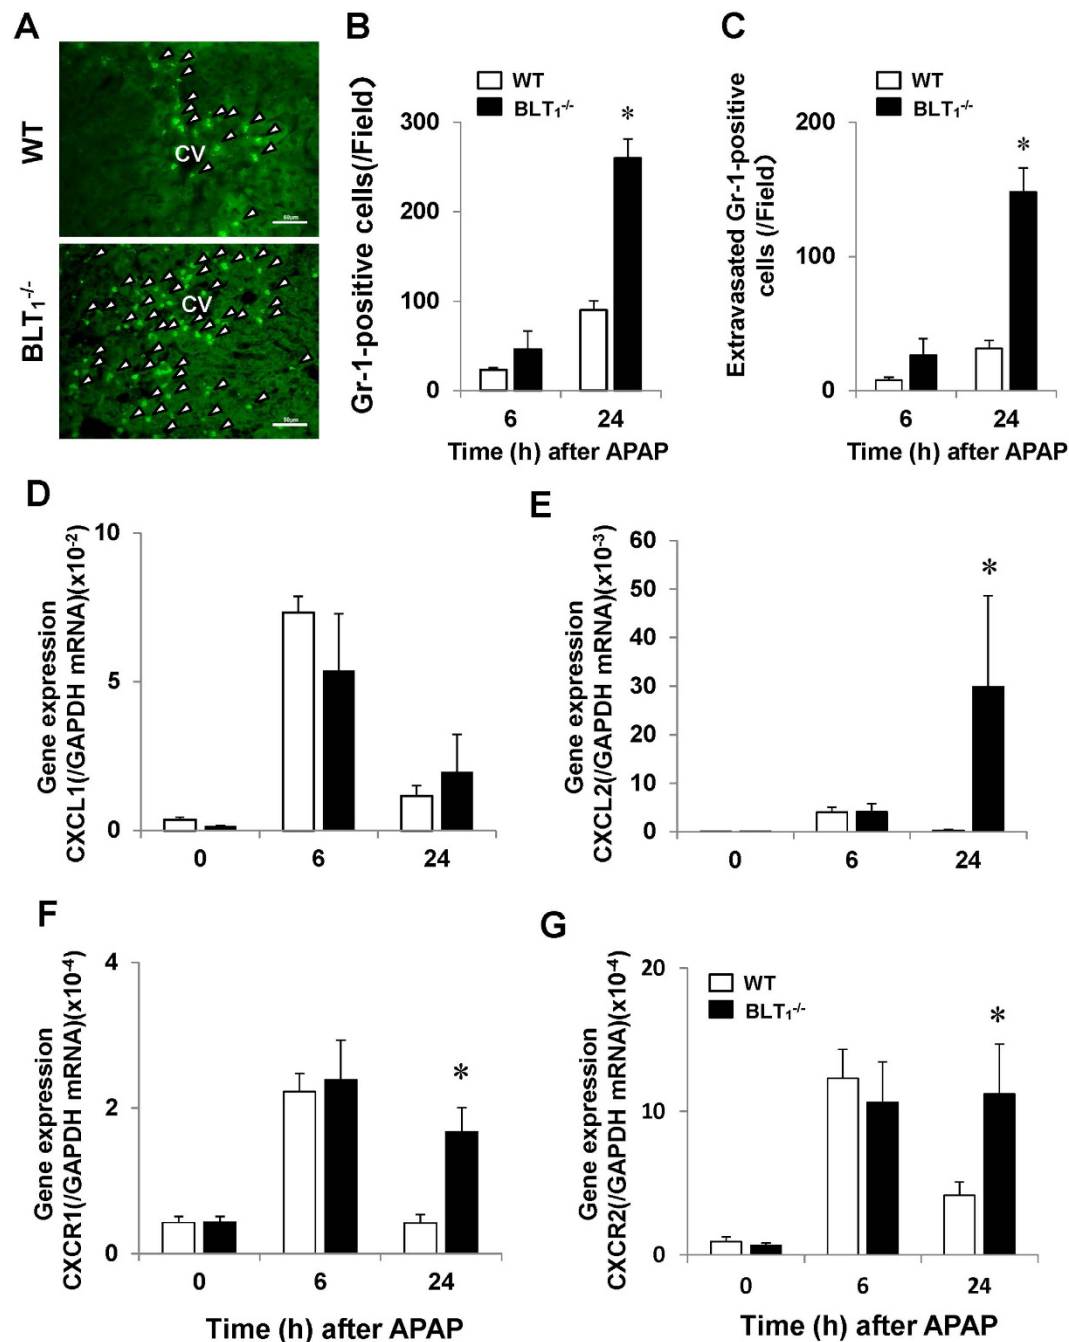 A
WT
CV
50μm
BLT₁⁻/⁻
CV
50μm
B
WT
BLT₁⁻/⁻
Gr-1-positive cells(/Field)
300
200
100
0
*
6
24
Time (h) after APAP
C
WT
BLT₁⁻/⁻
Extravasated Gr-1-positive
cells (/Field)
200
100
0
*
6
24
Time (h) after APAP
D
Gene expression
CXCL1(/GAPDH mRNA)(x10⁻²)
10
5
0
0
6
24
E
Gene expression
CXCL2(/GAPDH mRNA)(x10⁻³)
60
50
40
30
20
10
0
*
0
6
24
F
Gene expression
CXCR1(/GAPDH mRNA)(x10⁻⁴)
4
2
0
*
0
6
24
Time (h) after APAP
G
Gene expression
CXCR2(/GAPDH mRNA)(x10⁻⁴)
20
10
0
WT
BLT₁⁻/⁻
*
0
6
24
Time (h) after APAP